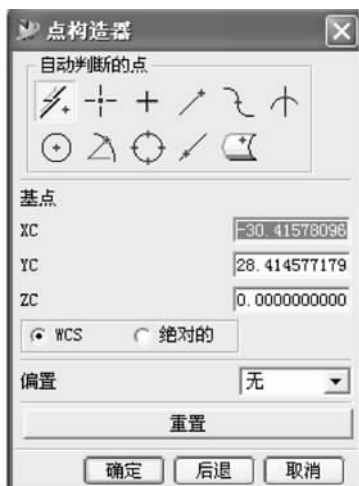 点构造器
自动判断的点
基点
XC -30.41578096
YC 28.414577179
ZC 0.0000000000
WCS 绝对的
偏置 无
重置
确定 后退 取消